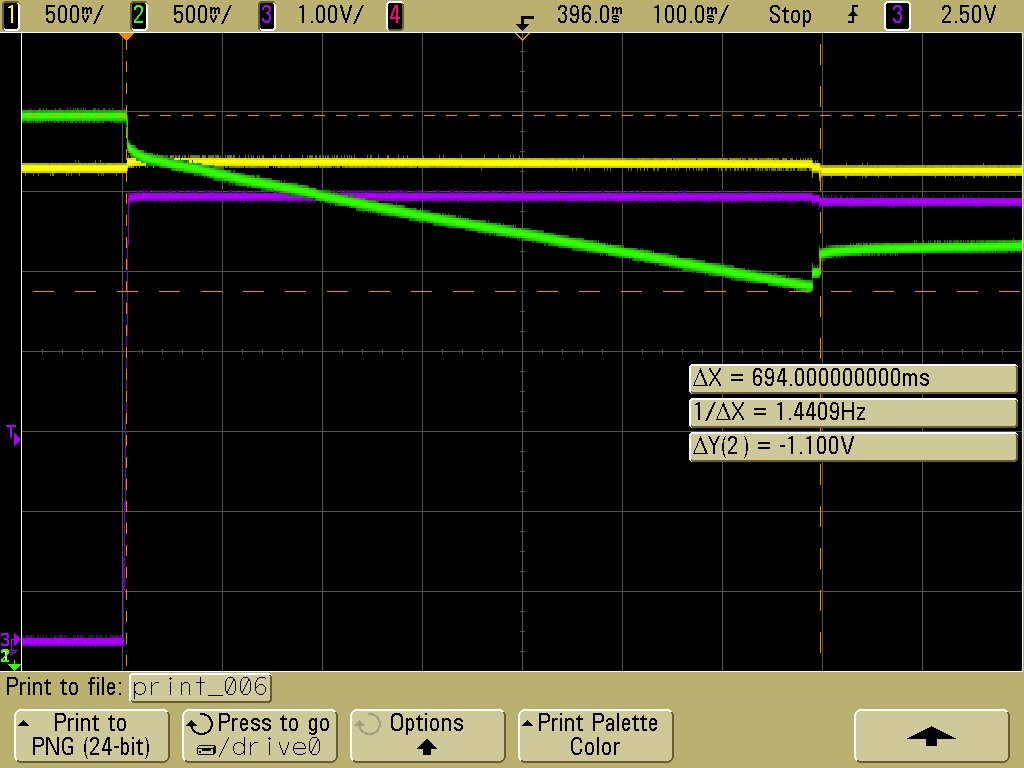 1 500mV/ 2 500mV/ 3 1.00V/ 4 396.0ms 100.0ms/ Stop 3 2.50V
T
ΔX = 694.000000000ms
1/ΔX = 1.4409Hz
ΔY(2) = -1.100V
3
2
Print to file: print_006
Print to
PNG (24-bit)
Press to go
/drive0
Options
Print Palette
Color